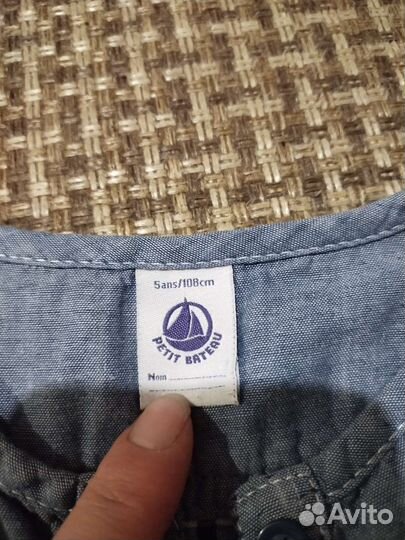 5ans/108cm
PETIT BATEAU
Nom
Avito